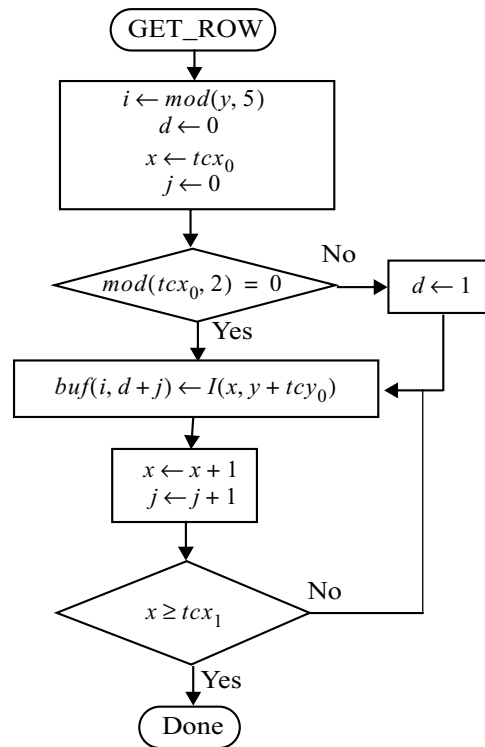 GET_ROW
i ← mod(y, 5)
d ← 0
x ← tcx₀
j ← 0
No
mod(tcx₀, 2) = 0
d ← 1
Yes
buf(i, d + j) ← I(x, y + tcy₀)
x ← x + 1
j ← j + 1
No
x ≥ tcx₁
Yes
Done